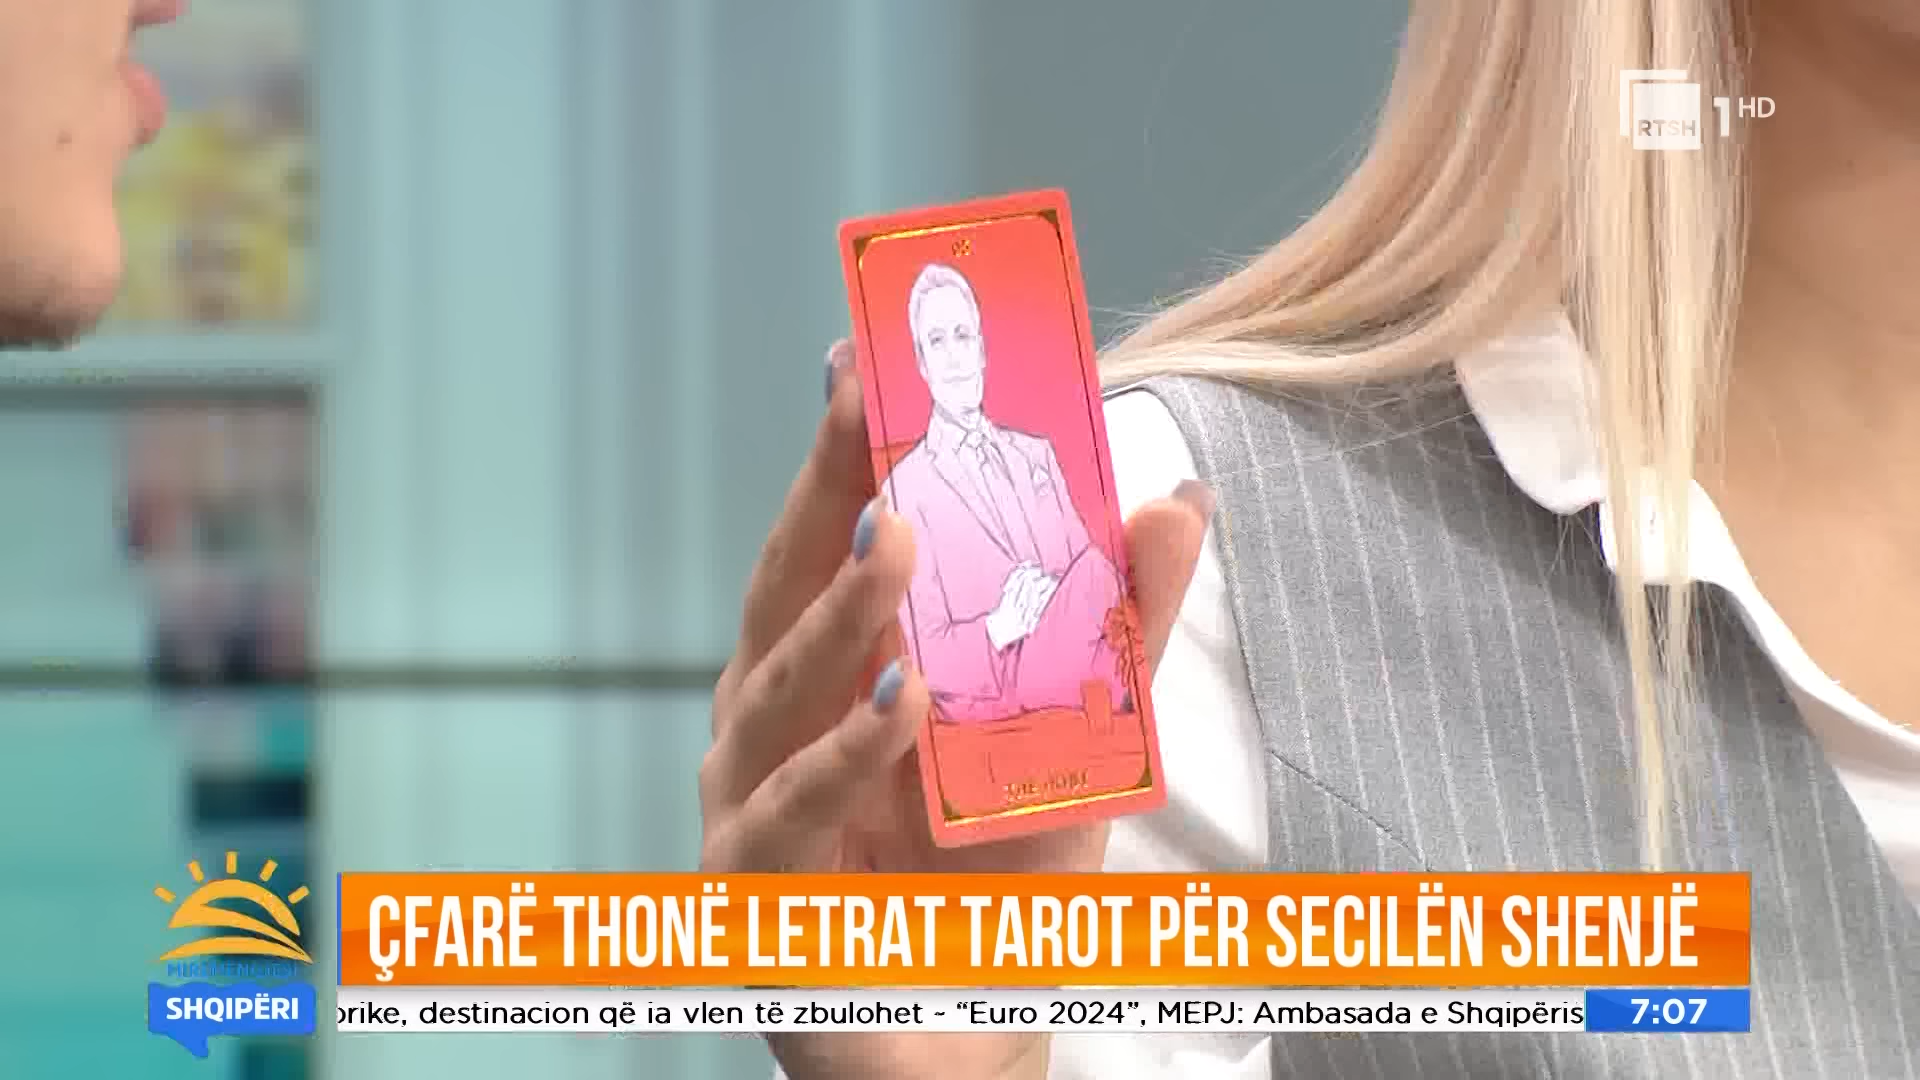 RTSH 1 HD
ÇFARË THONË LETRAT TAROT PËR SECILËN SHENJË
MIRËMENGJESI
SHQIPËRI
orike, destinacion që ia vlen të zbulohet ~ “Euro 2024”, MEPJ: Ambasada e Shqipëris
7:07